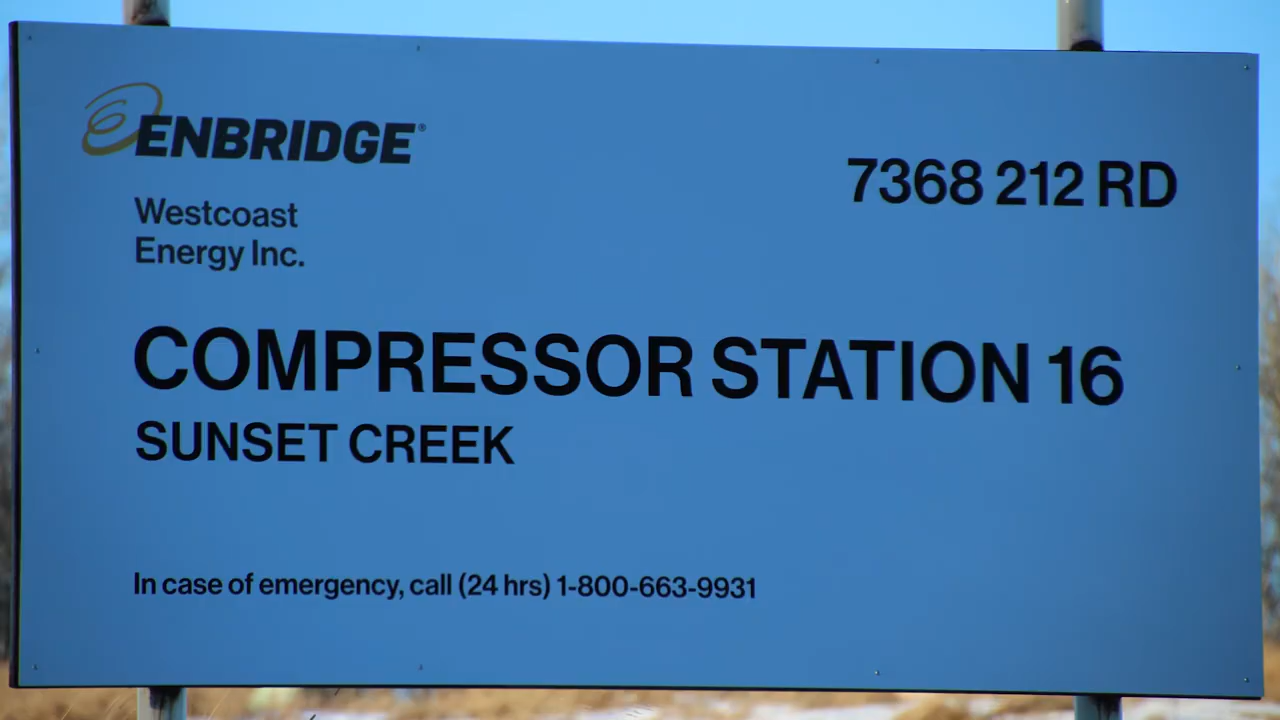 ENBRIDGE®
7368 212 RD
Westcoast
Energy Inc.
COMPRESSOR STATION 16
SUNSET CREEK
In case of emergency, call (24 hrs) 1-800-663-9931